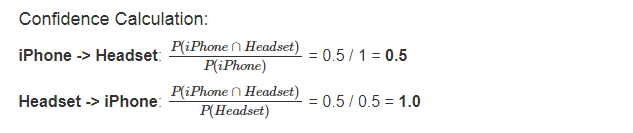 Confidence Calculation:
iPhone -> Headset: P(iPhone ∩ Headset) / P(iPhone) = 0.5 / 1 = 0.5
Headset -> iPhone: P(iPhone ∩ Headset) / P(Headset) = 0.5 / 0.5 = 1.0